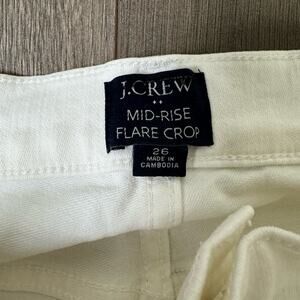 J.CREW
MID-RISE
FLARE CROP
26
MADE IN
CAMBODIA